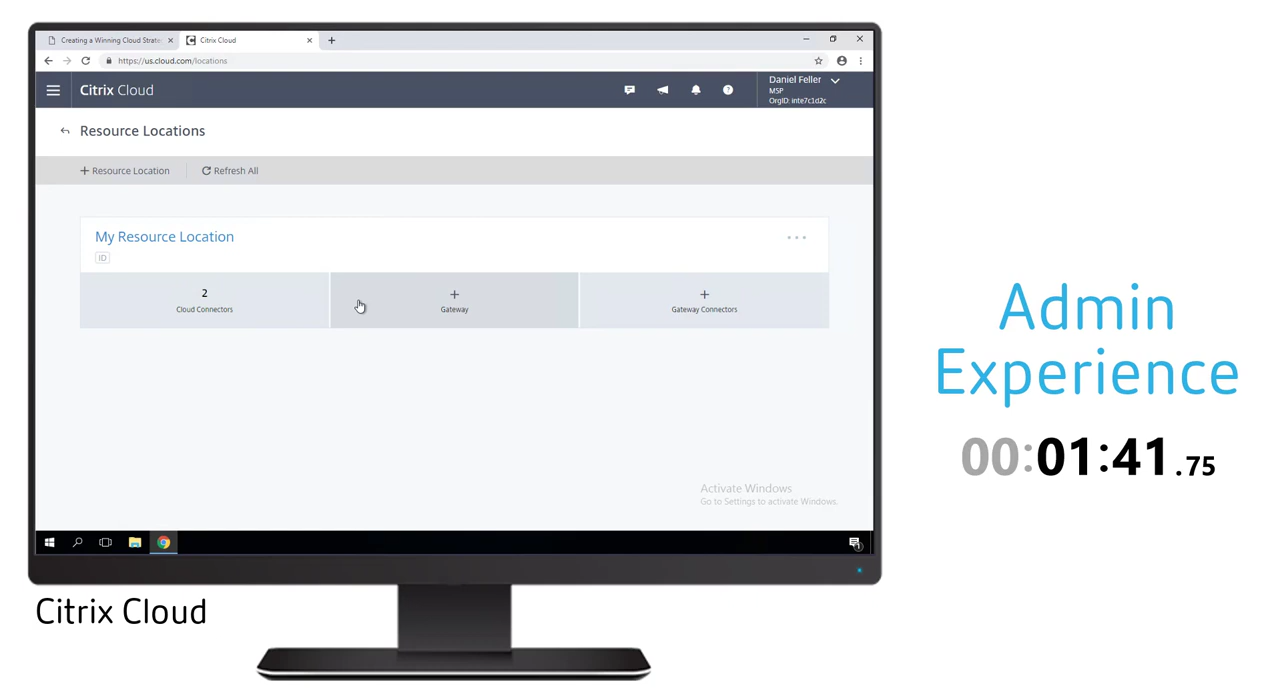 Creating a Winning Cloud Strate
Citrix Cloud
https://us.cloud.com/locations
Citrix Cloud
Daniel Feller
MSP
OrgID: inte7c1d2c
Resource Locations
+ Resource Location
Refresh All
My Resource Location
...
ID
2
Cloud Connectors
+
Gateway
+
Gateway Connectors
Activate Windows
Go to Settings to activate Windows.
Citrix Cloud
Admin
Experience
00:01:41.75